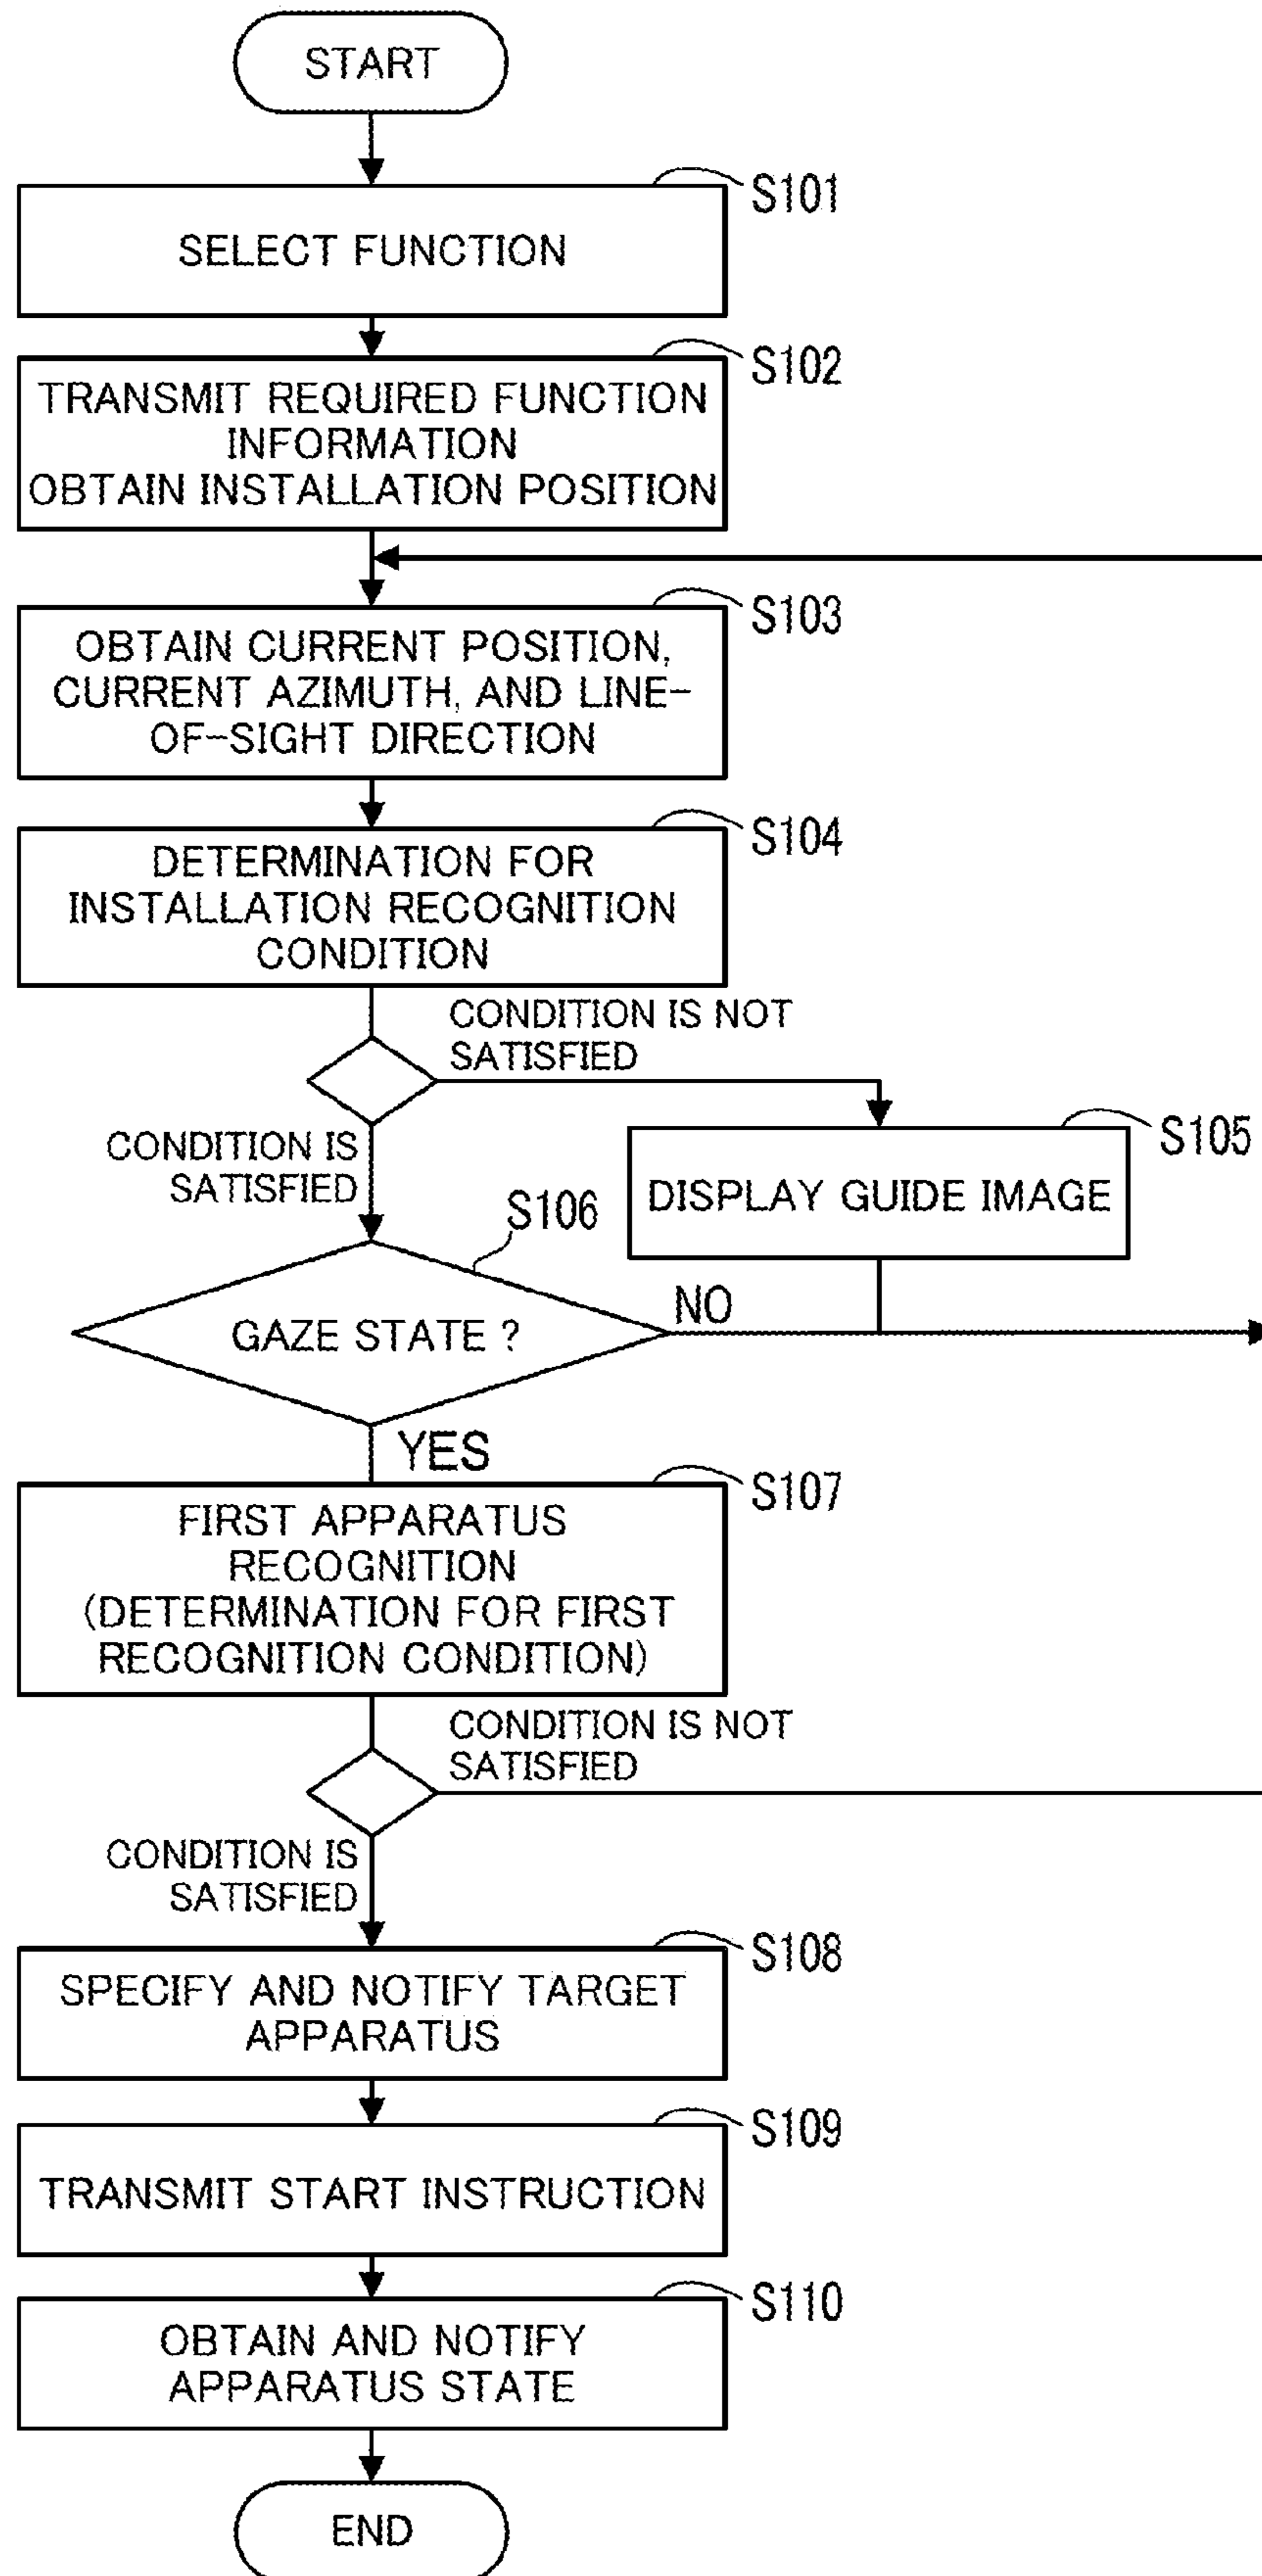 START
S101
SELECT FUNCTION
S102
TRANSMIT REQUIRED FUNCTION
INFORMATION
OBTAIN INSTALLATION POSITION
S103
OBTAIN CURRENT POSITION,
CURRENT AZIMUTH, AND LINE-
OF-SIGHT DIRECTION
S104
DETERMINATION FOR
INSTALLATION RECOGNITION
CONDITION
CONDITION IS NOT
SATISFIED
CONDITION IS
SATISFIED
S105
DISPLAY GUIDE IMAGE
S106
GAZE STATE ?
NO
YES
S107
FIRST APPARATUS
RECOGNITION
(DETERMINATION FOR FIRST
RECOGNITION CONDITION)
CONDITION IS NOT
SATISFIED
CONDITION IS
SATISFIED
S108
SPECIFY AND NOTIFY TARGET
APPARATUS
S109
TRANSMIT START INSTRUCTION
S110
OBTAIN AND NOTIFY
APPARATUS STATE
END